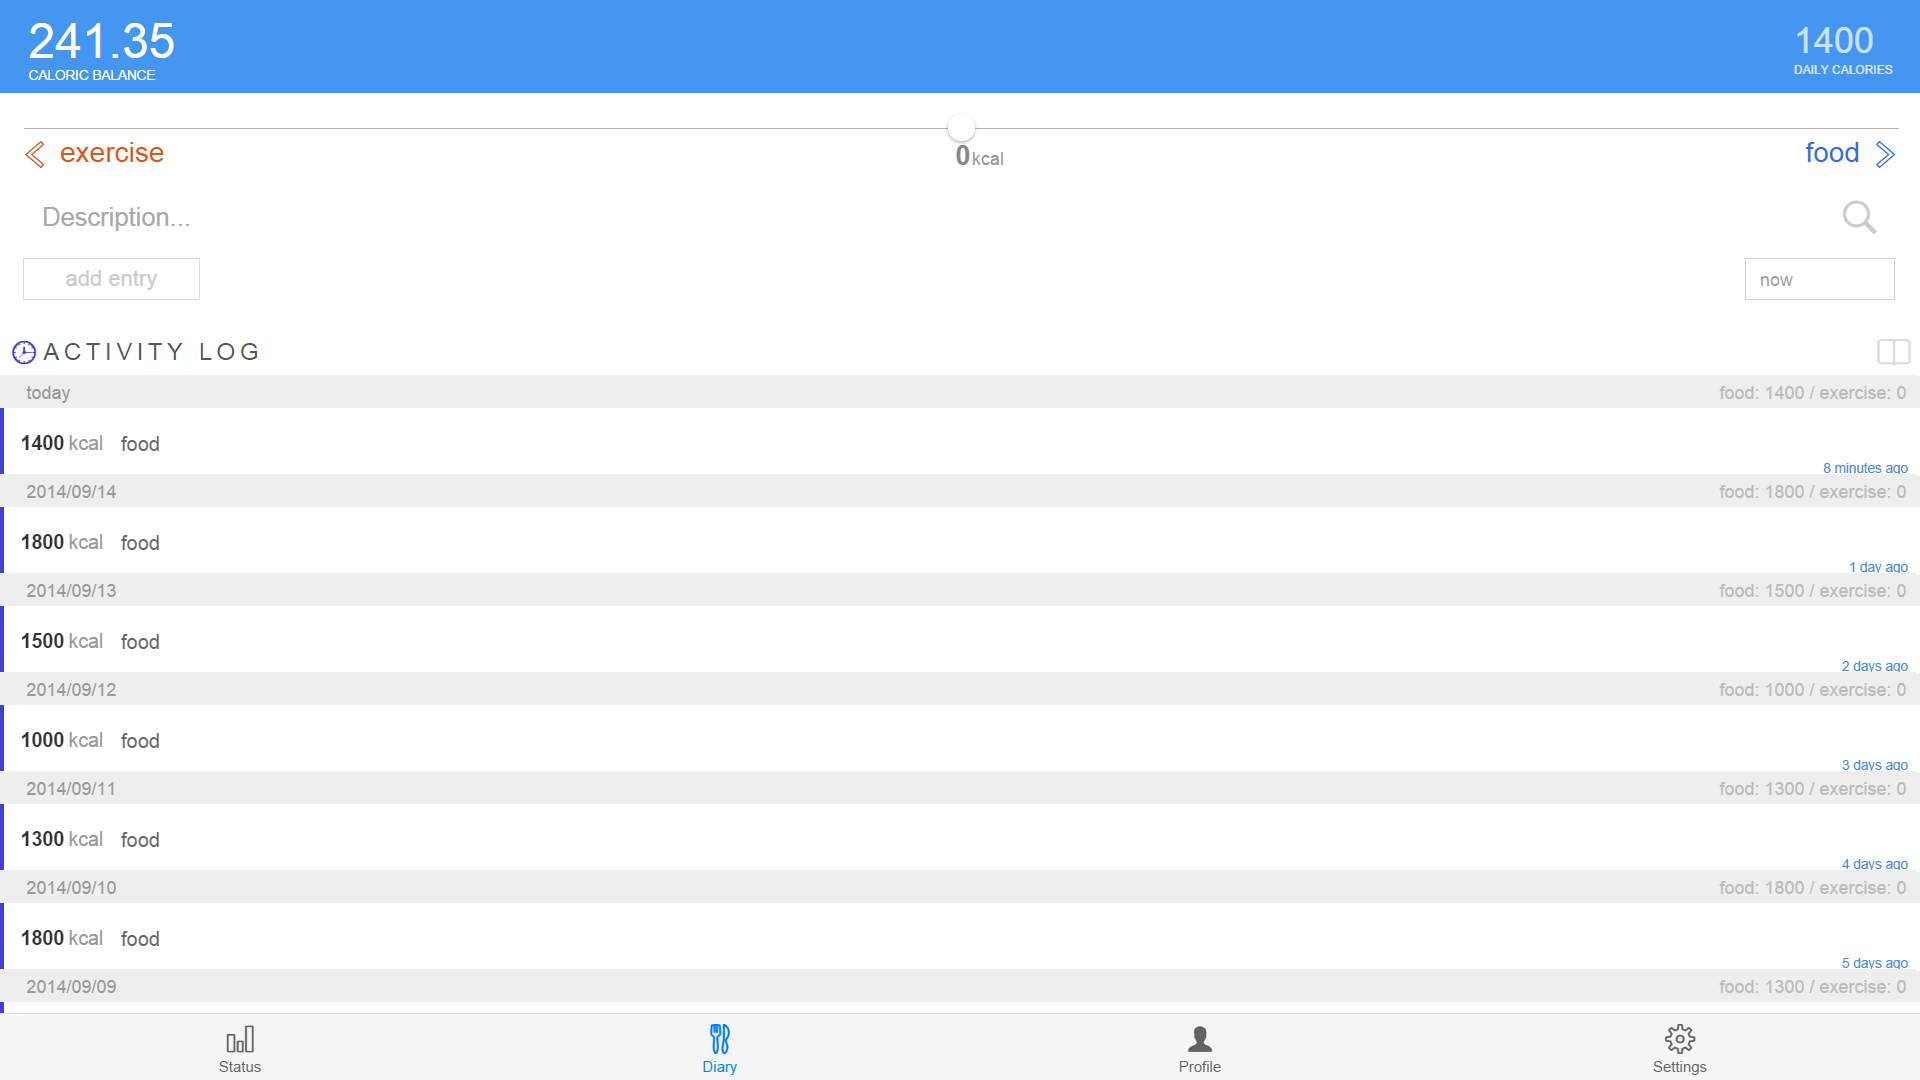 241.35
CALORIC BALANCE
1400
DAILY CALORIES
exercise
0 kcal
food
Description...
add entry
now
ACTIVITY LOG
today food: 1400 / exercise: 0
1400 kcal food
8 minutes ago
2014/09/14 food: 1800 / exercise: 0
1800 kcal food
1 day ago
2014/09/13 food: 1500 / exercise: 0
1500 kcal food
2 days ago
2014/09/12 food: 1000 / exercise: 0
1000 kcal food
3 days ago
2014/09/11 food: 1300 / exercise: 0
1300 kcal food
4 days ago
2014/09/10 food: 1800 / exercise: 0
1800 kcal food
5 days ago
2014/09/09 food: 1300 / exercise: 0
Status
Diary
Profile
Settings